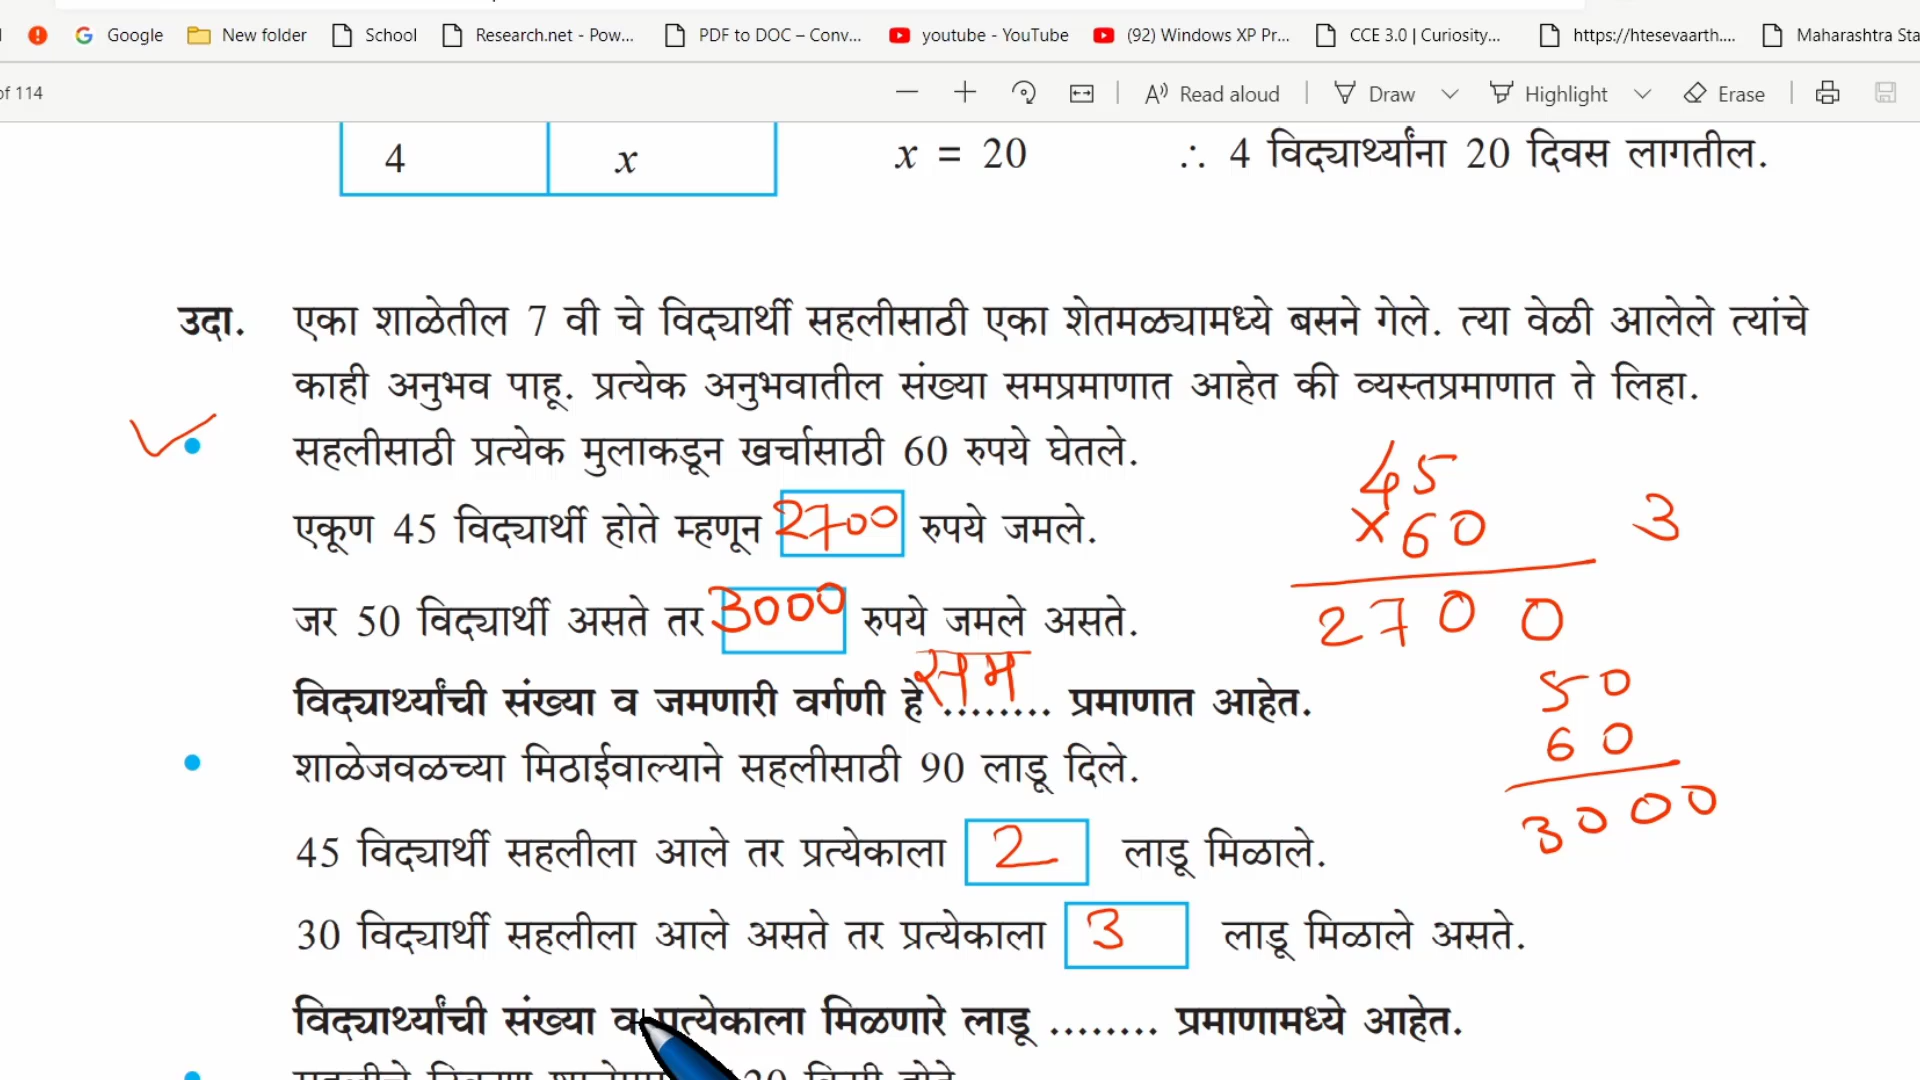 Google New folder School Research.net - Pow... PDF to DOC – Conv... youtube - YouTube (92) Windows XP Pr... CCE 3.0 | Curiosity... https://htesevaarth.... Maharashtra Sta
of 114 Read aloud Draw Highlight Erase
4 x x = 20 ∴ 4 विद्यार्थ्यांना 20 दिवस लागतील.
उदा. एका शाळेतील 7 वी चे विद्यार्थी सहलीसाठी एका शेतमळ्यामध्ये बसने गेले. त्या वेळी आलेले त्यांचे
काही अनुभव पाहू. प्रत्येक अनुभवातील संख्या समप्रमाणात आहेत की व्यस्तप्रमाणात ते लिहा.
• सहलीसाठी प्रत्येक मुलाकडून खर्चासाठी 60 रुपये घेतले.
45
एकूण 45 विद्यार्थी होते म्हणून 2700 रुपये जमले.
×60 3
जर 50 विद्यार्थी असते तर 3000 रुपये जमले असते.
2700
विद्यार्थ्यांची संख्या व जमणारी वर्गणी हे सम ........ प्रमाणात आहेत.
50
60
• शाळेजवळच्या मिठाईवाल्याने सहलीसाठी 90 लाडू दिले.
3000
45 विद्यार्थी सहलीला आले तर प्रत्येकाला 2 लाडू मिळाले.
30 विद्यार्थी सहलीला आले असते तर प्रत्येकाला 3 लाडू मिळाले असते.
विद्यार्थ्यांची संख्या व प्रत्येकाला मिळणारे लाडू ........ प्रमाणामध्ये आहेत.